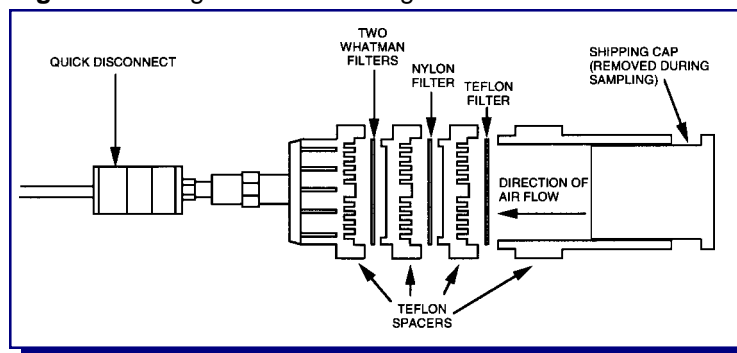 QUICK DISCONNECT
TWO
WHATMAN
FILTERS
NYLON
FILTER
TEFLON
FILTER
SHIPPING CAP
(REMOVED DURING
SAMPLING)
DIRECTION OF
AIR FLOW
TEFLON
SPACERS